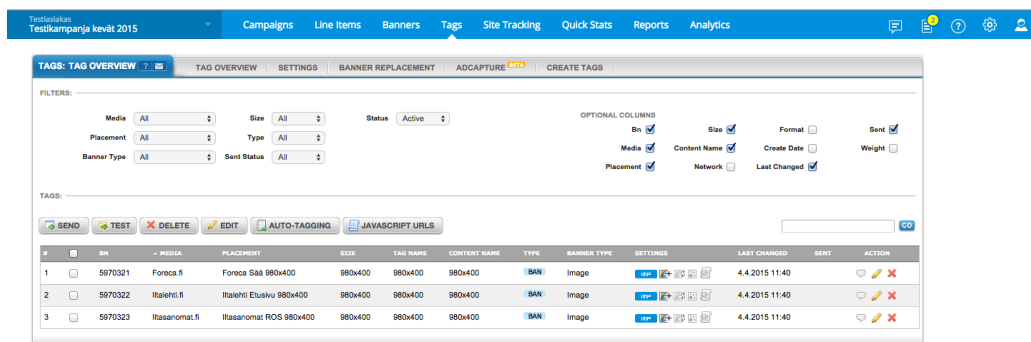 Testiasiakas
Testikampanja kevät 2015
Campaigns Line Items Banners Tags Site Tracking Quick Stats Reports Analytics 2 ?
TAGS: TAG OVERVIEW ? TAG OVERVIEW SETTINGS BANNER REPLACEMENT ADCAPTURE BETA CREATE TAGS
FILTERS:
Media All Size All Status Active OPTIONAL COLUMNS
Bn Size Format Sent
Placement All Type All
Media Content Name Create Date Weight
Banner Type All Sent Status All
Placement Network Last Changed
TAGS:
SEND TEST DELETE EDIT AUTO-TAGGING JAVASCRIPT URLS GO
# BN MEDIA PLACEMENT SIZE TAG NAME CONTENT NAME TYPE BANNER TYPE SETTINGS LAST CHANGED SENT ACTION
1 5970321 Foreca.fi Foreca Sää 980x400 980x400 980x400 980x400 BAN Image IMP 4.4.2015 11:40
2 5970322 Iltalehti.fi Iltalehti Etusivu 980x400 980x400 980x400 980x400 BAN Image IMP 4.4.2015 11:40
3 5970323 Iltasanomat.fi Iltasanomat ROS 980x400 980x400 980x400 980x400 BAN Image IMP 4.4.2015 11:40